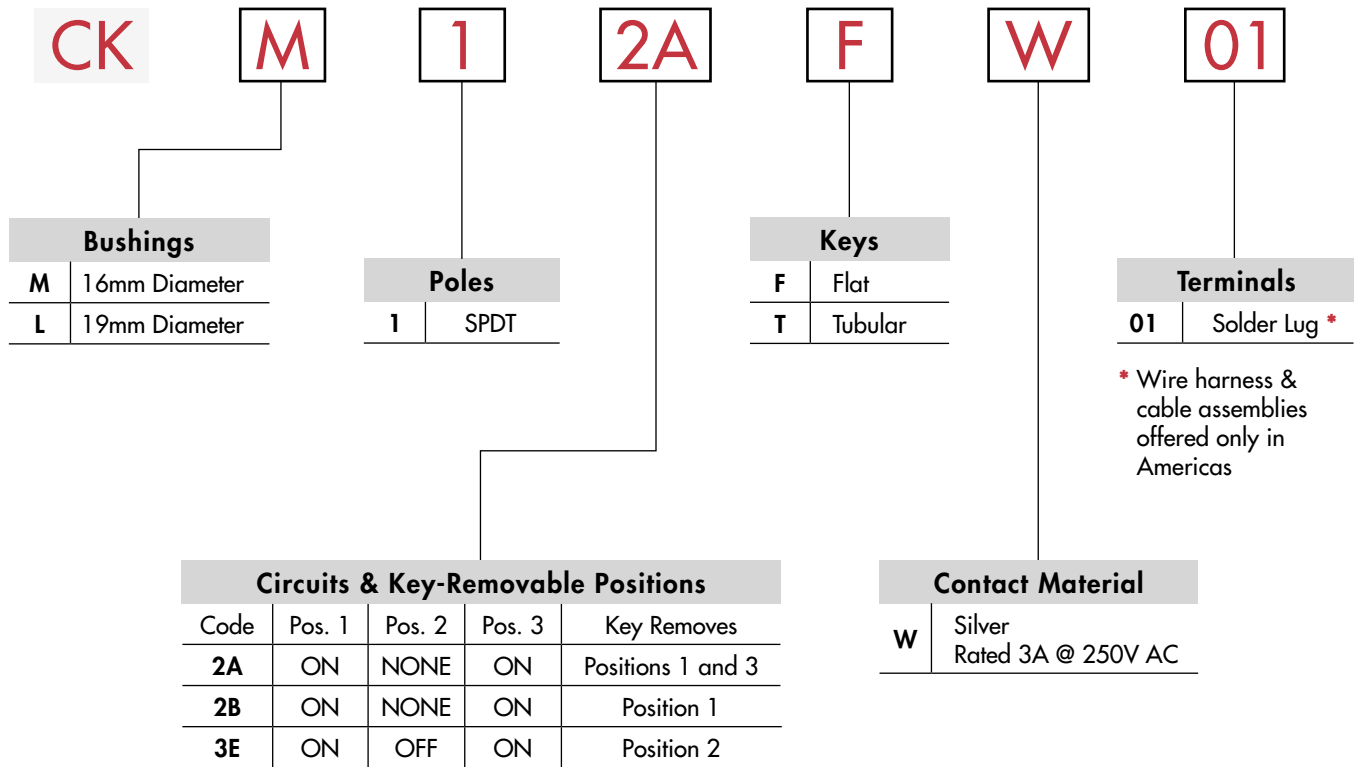 CK M 1 2A F W 01
Bushings
M 16mm Diameter
L 19mm Diameter
Poles
1 SPDT
Keys
F Flat
T Tubular
Terminals
01 Solder Lug *
* Wire harness &
cable assemblies
offered only in
Americas
Circuits & Key-Removable Positions
Code Pos. 1 Pos. 2 Pos. 3 Key Removes
2A ON NONE ON Positions 1 and 3
2B ON NONE ON Position 1
3E ON OFF ON Position 2
Contact Material
W Silver
Rated 3A @ 250V AC